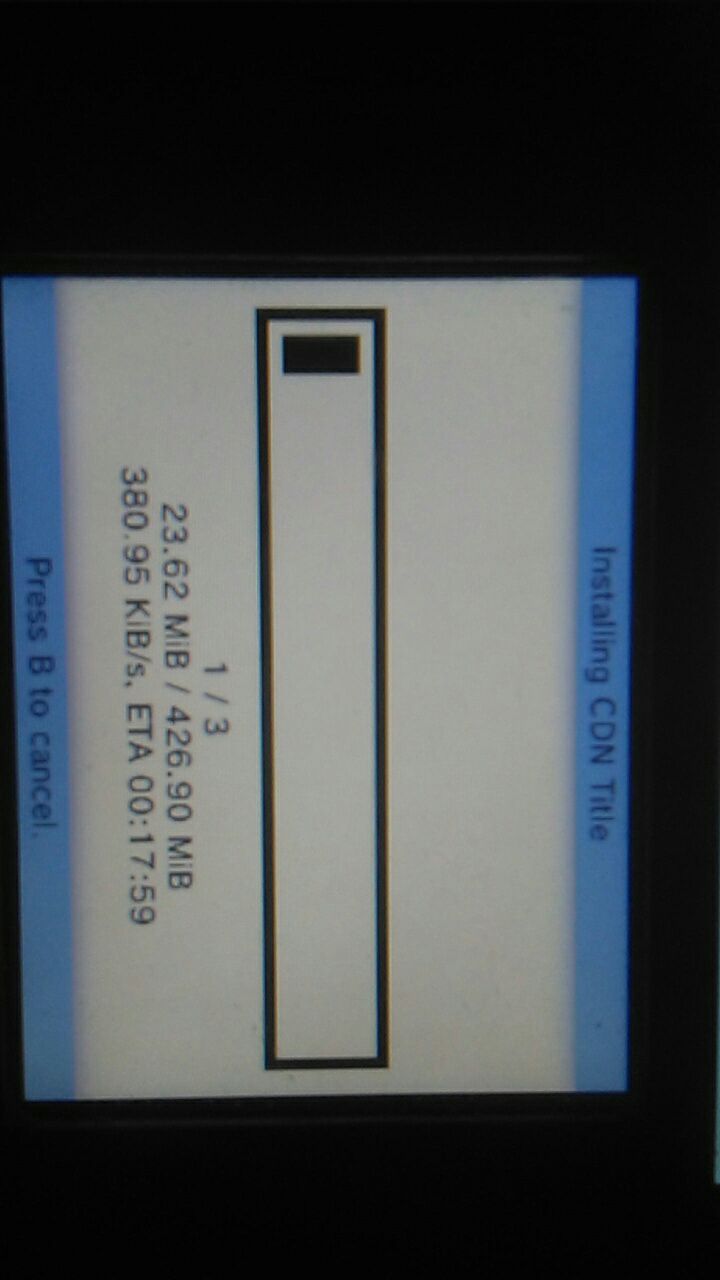 Installing CDN Title
1 / 3
23.62 MiB / 426.90 MiB
380.95 KiB/s, ETA 00:17:59
Press B to cancel.